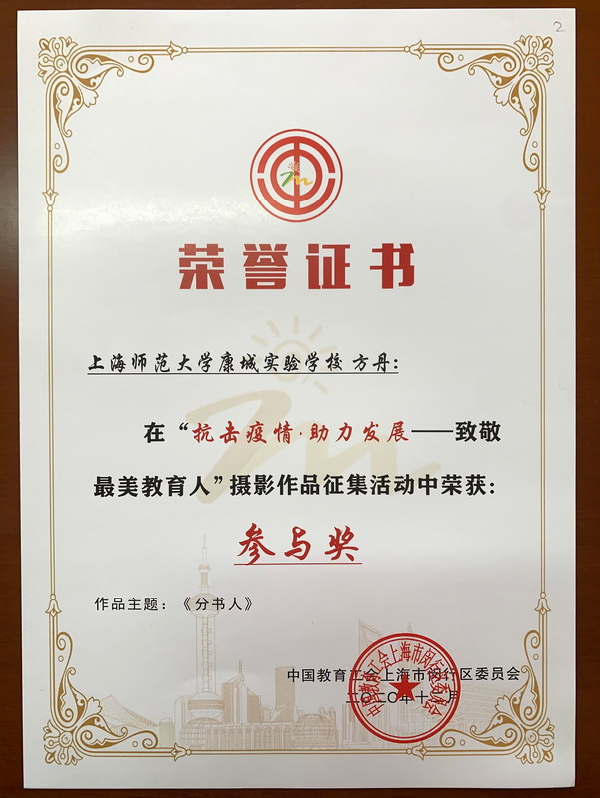 2
荣誉证书
上海师范大学康城实验学校 方丹：
在“抗击疫情·助力发展——致敬
最美教育人”摄影作品征集活动中荣获：
参与奖
作品主题：《分书人》
中国教育工会上海市闵行区委员会
二〇二〇年十一月
中国教育工会上海市闵行区委员会